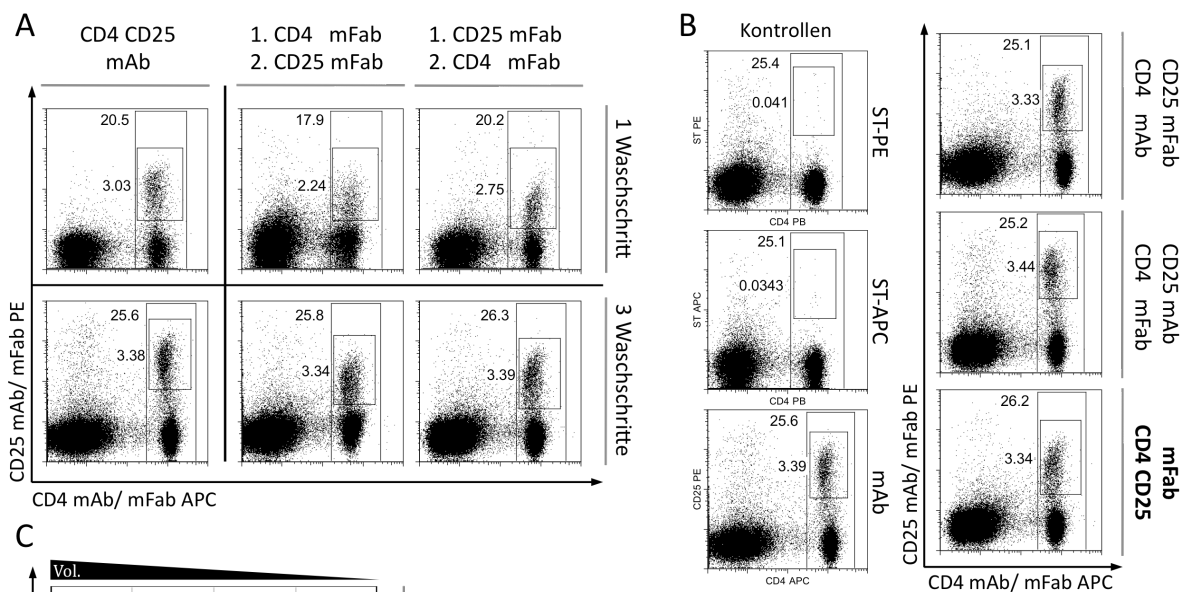 A
CD4 CD25
mAb
1. CD4 mFab
2. CD25 mFab
1. CD25 mFab
2. CD4 mFab
20.5
3.03
17.9
2.24
20.2
2.75
1 Waschschritt
25.6
3.38
25.8
3.34
26.3
3.39
3 Waschschritte
CD25 mAb/ mFab PE
CD4 mAb/ mFab APC
B
Kontrollen
25.4
0.041
ST PE
CD4 PB
ST-PE
25.1
0.0343
ST APC
CD4 PB
ST-APC
25.6
3.39
CD25 PE
CD4 APC
mAb
25.1
3.33
CD25 mFab
CD4 mAb
25.2
3.44
CD25 mAb
CD4 mFab
26.2
3.34
mFab
CD4 CD25
CD25 mAb/ mFab PE
CD4 mAb/ mFab APC
C
Vol.